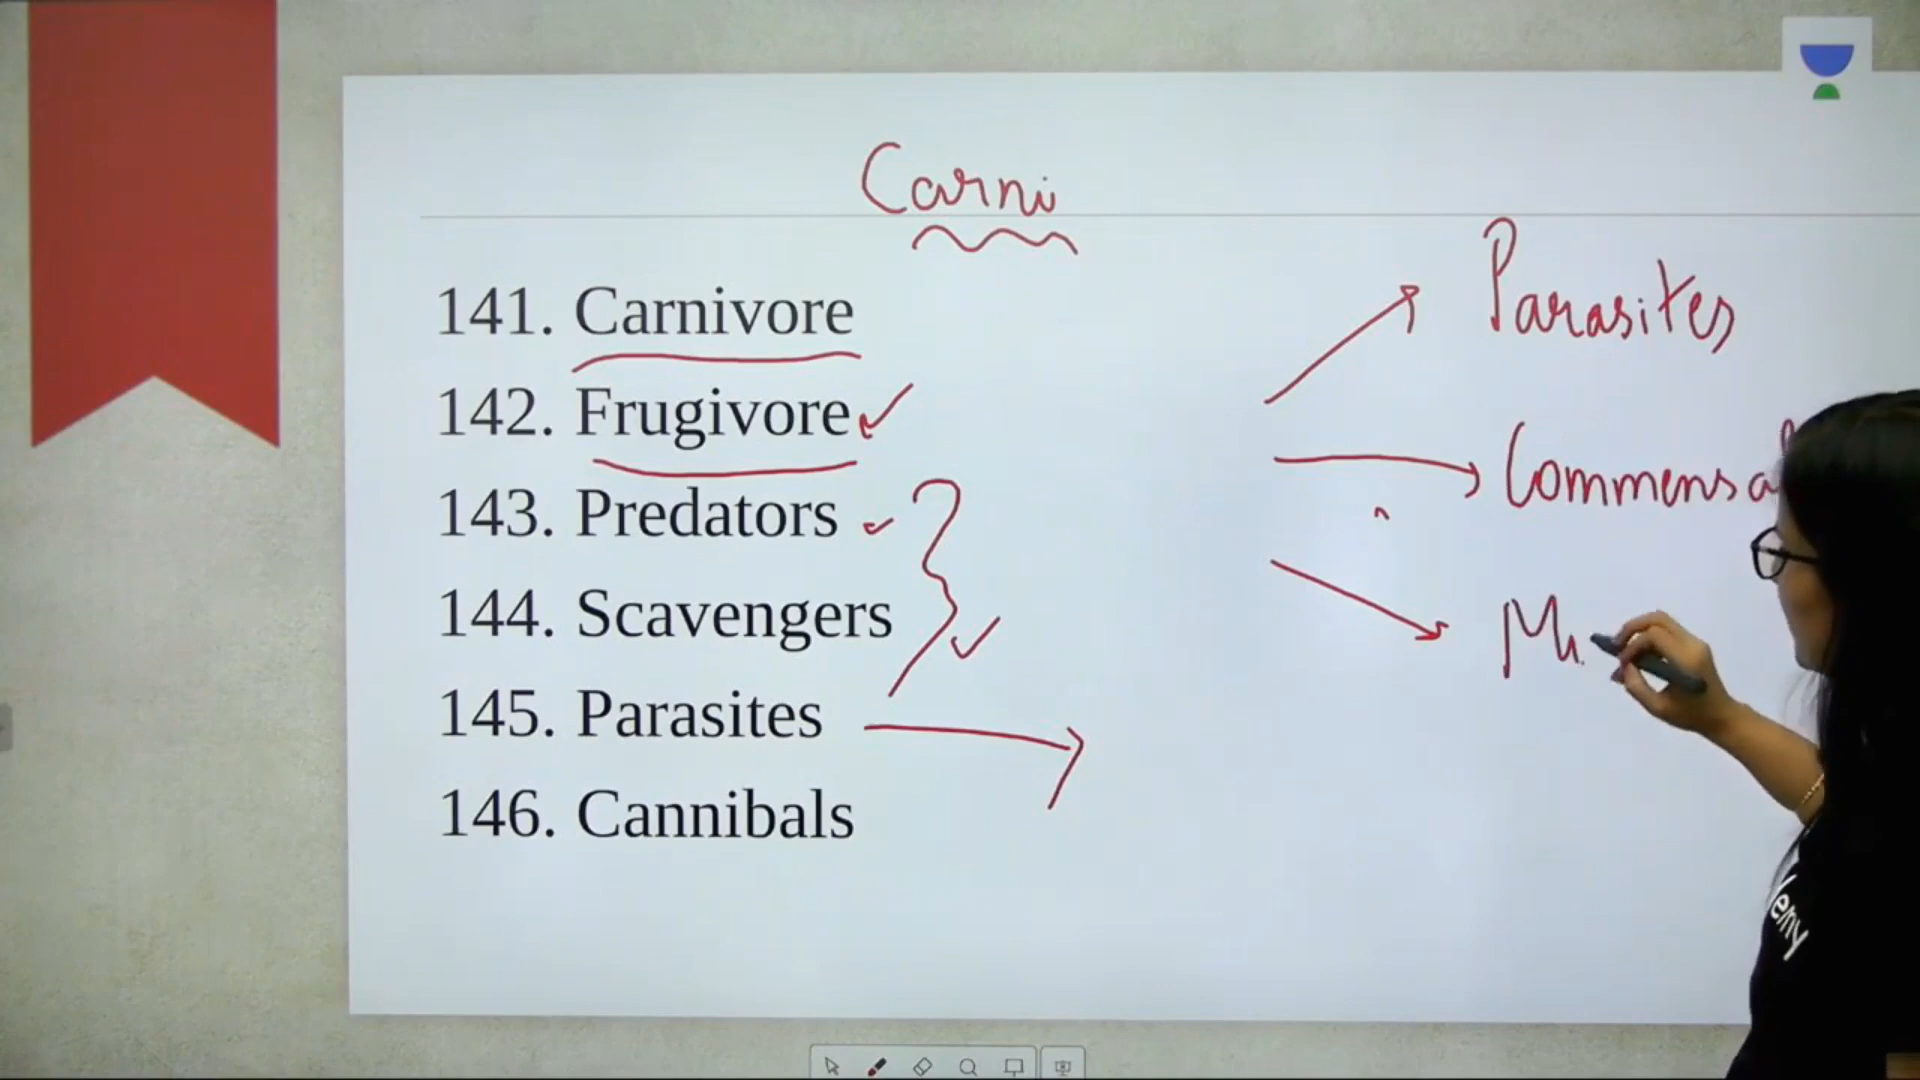 Carni
141. Carnivore
142. Frugivore
143. Predators
144. Scavengers
145. Parasites
146. Cannibals
Parasites
Commensal